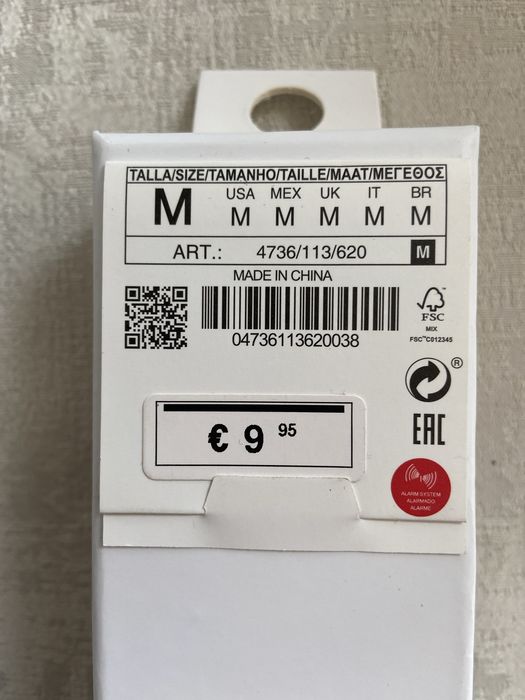 TALLA/SIZE/TAMANHO/TAILLE/MAAT/ΜΕΓΕΘΟΣ
M USA MEX UK IT BR
M M M M M
ART.: 4736/113/620 M
MADE IN CHINA
04736113620038
FSC
MIX
FSC™C012345
®
€ 9 95
EAC
ALARM SYSTEM
ALARMADO
ALARME